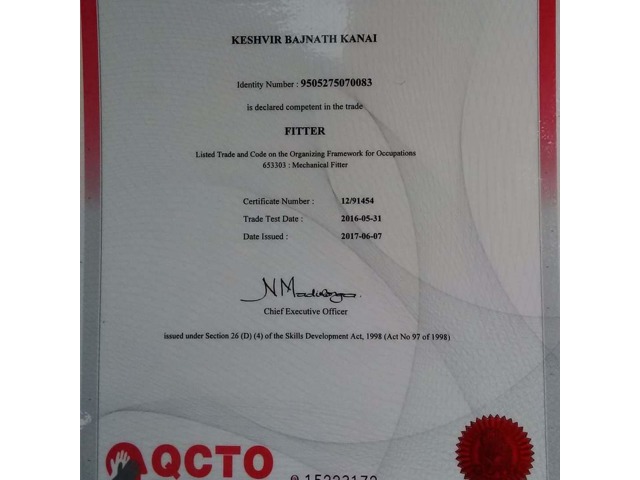 KESHVIR BAJNATH KANAI
Identity Number : 9505275070083
is declared competent in the trade
FITTER
Listed Trade and Code on the Organizing Framework for Occupations
653303 : Mechanical Fitter
Certificate Number : 12/91454
Trade Test Date : 2016-05-31
Date Issued : 2017-06-07
Chief Executive Officer
issued under Section 26 (D) (4) of the Skills Development Act, 1998 (Act No 97 of 1998)
QCTO